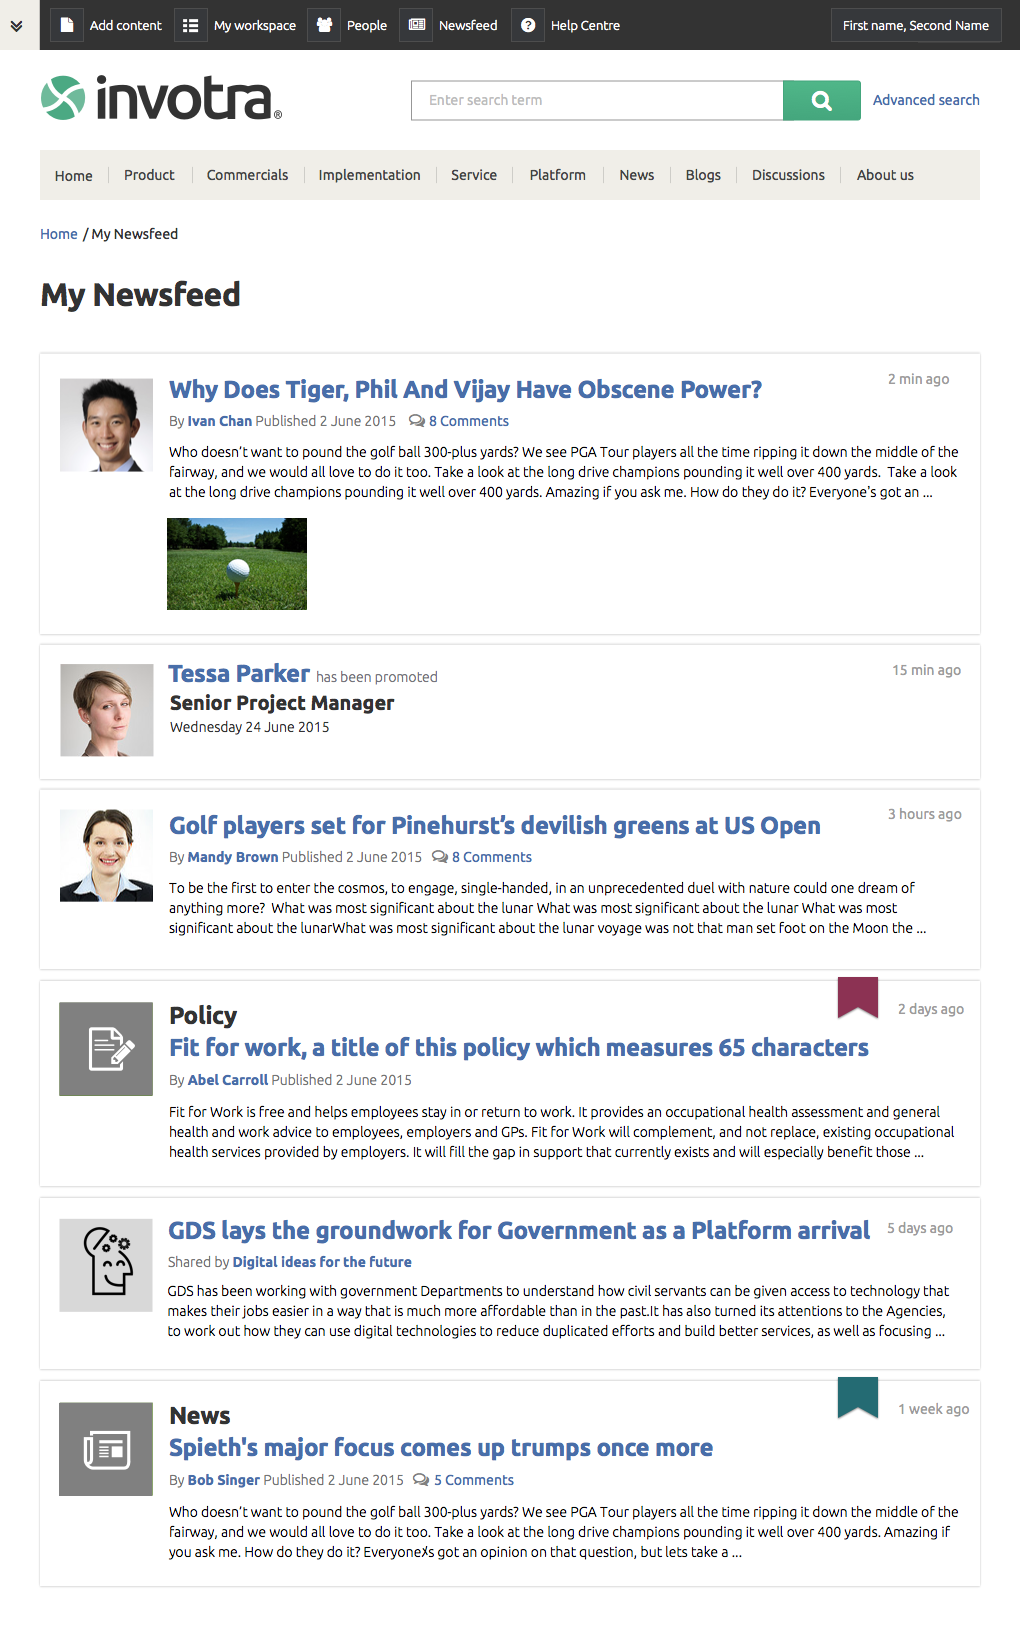 Add content My workspace People Newsfeed Help Centre First name, Second Name
invotra®
Enter search term
Advanced search
Home Product Commercials Implementation Service Platform News Blogs Discussions About us
Home / My Newsfeed
My Newsfeed
Why Does Tiger, Phil And Vijay Have Obscene Power?
2 min ago
By Ivan Chan Published 2 June 2015 8 Comments
Who doesn't want to pound the golf ball 300-plus yards? We see PGA Tour players all the time ripping it down the middle of the
fairway, and we would all love to do it too. Take a look at the long drive champions pounding it well over 400 yards. Take a look
at the long drive champions pounding it well over 400 yards. Amazing if you ask me. How do they do it? Everyone's got an ...
Tessa Parker has been promoted
15 min ago
Senior Project Manager
Wednesday 24 June 2015
3 hours ago
Golf players set for Pinehurst’s devilish greens at US Open
By Mandy Brown Published 2 June 2015 8 Comments
To be the first to enter the cosmos, to engage, single-handed, in an unprecedented duel with nature could one dream of
anything more? What was most significant about the lunar What was most significant about the lunar What was most
significant about the lunarWhat was most significant about the lunar voyage was not that man set foot on the Moon the ...
Policy
2 days ago
Fit for work, a title of this policy which measures 65 characters
By Abel Carroll Published 2 June 2015
Fit for Work is free and helps employees stay in or return to work. It provides an occupational health assessment and general
health and work advice to employees, employers and GPs. Fit for Work will complement, and not replace, existing occupational
health services provided by employers. It will fill the gap in support that currently exists and will especially benefit those ...
GDS lays the groundwork for Government as a Platform arrival
5 days ago
Shared by Digital ideas for the future
GDS has been working with government Departments to understand how civil servants can be given access to technology that
makes their jobs easier in a way that is much more affordable than in the past.It has also turned its attentions to the Agencies,
to work out how they can use digital technologies to reduce duplicated efforts and build better services, as well as focusing ...
News
1 week ago
Spieth's major focus comes up trumps once more
By Bob Singer Published 2 June 2015 5 Comments
Who doesn't want to pound the golf ball 300-plus yards? We see PGA Tour players all the time ripping it down the middle of the
fairway, and we would all love to do it too. Take a look at the long drive champions pounding it well over 400 yards. Amazing if
you ask me. How do they do it? Everyone's got an opinion on that question, but lets take a ...